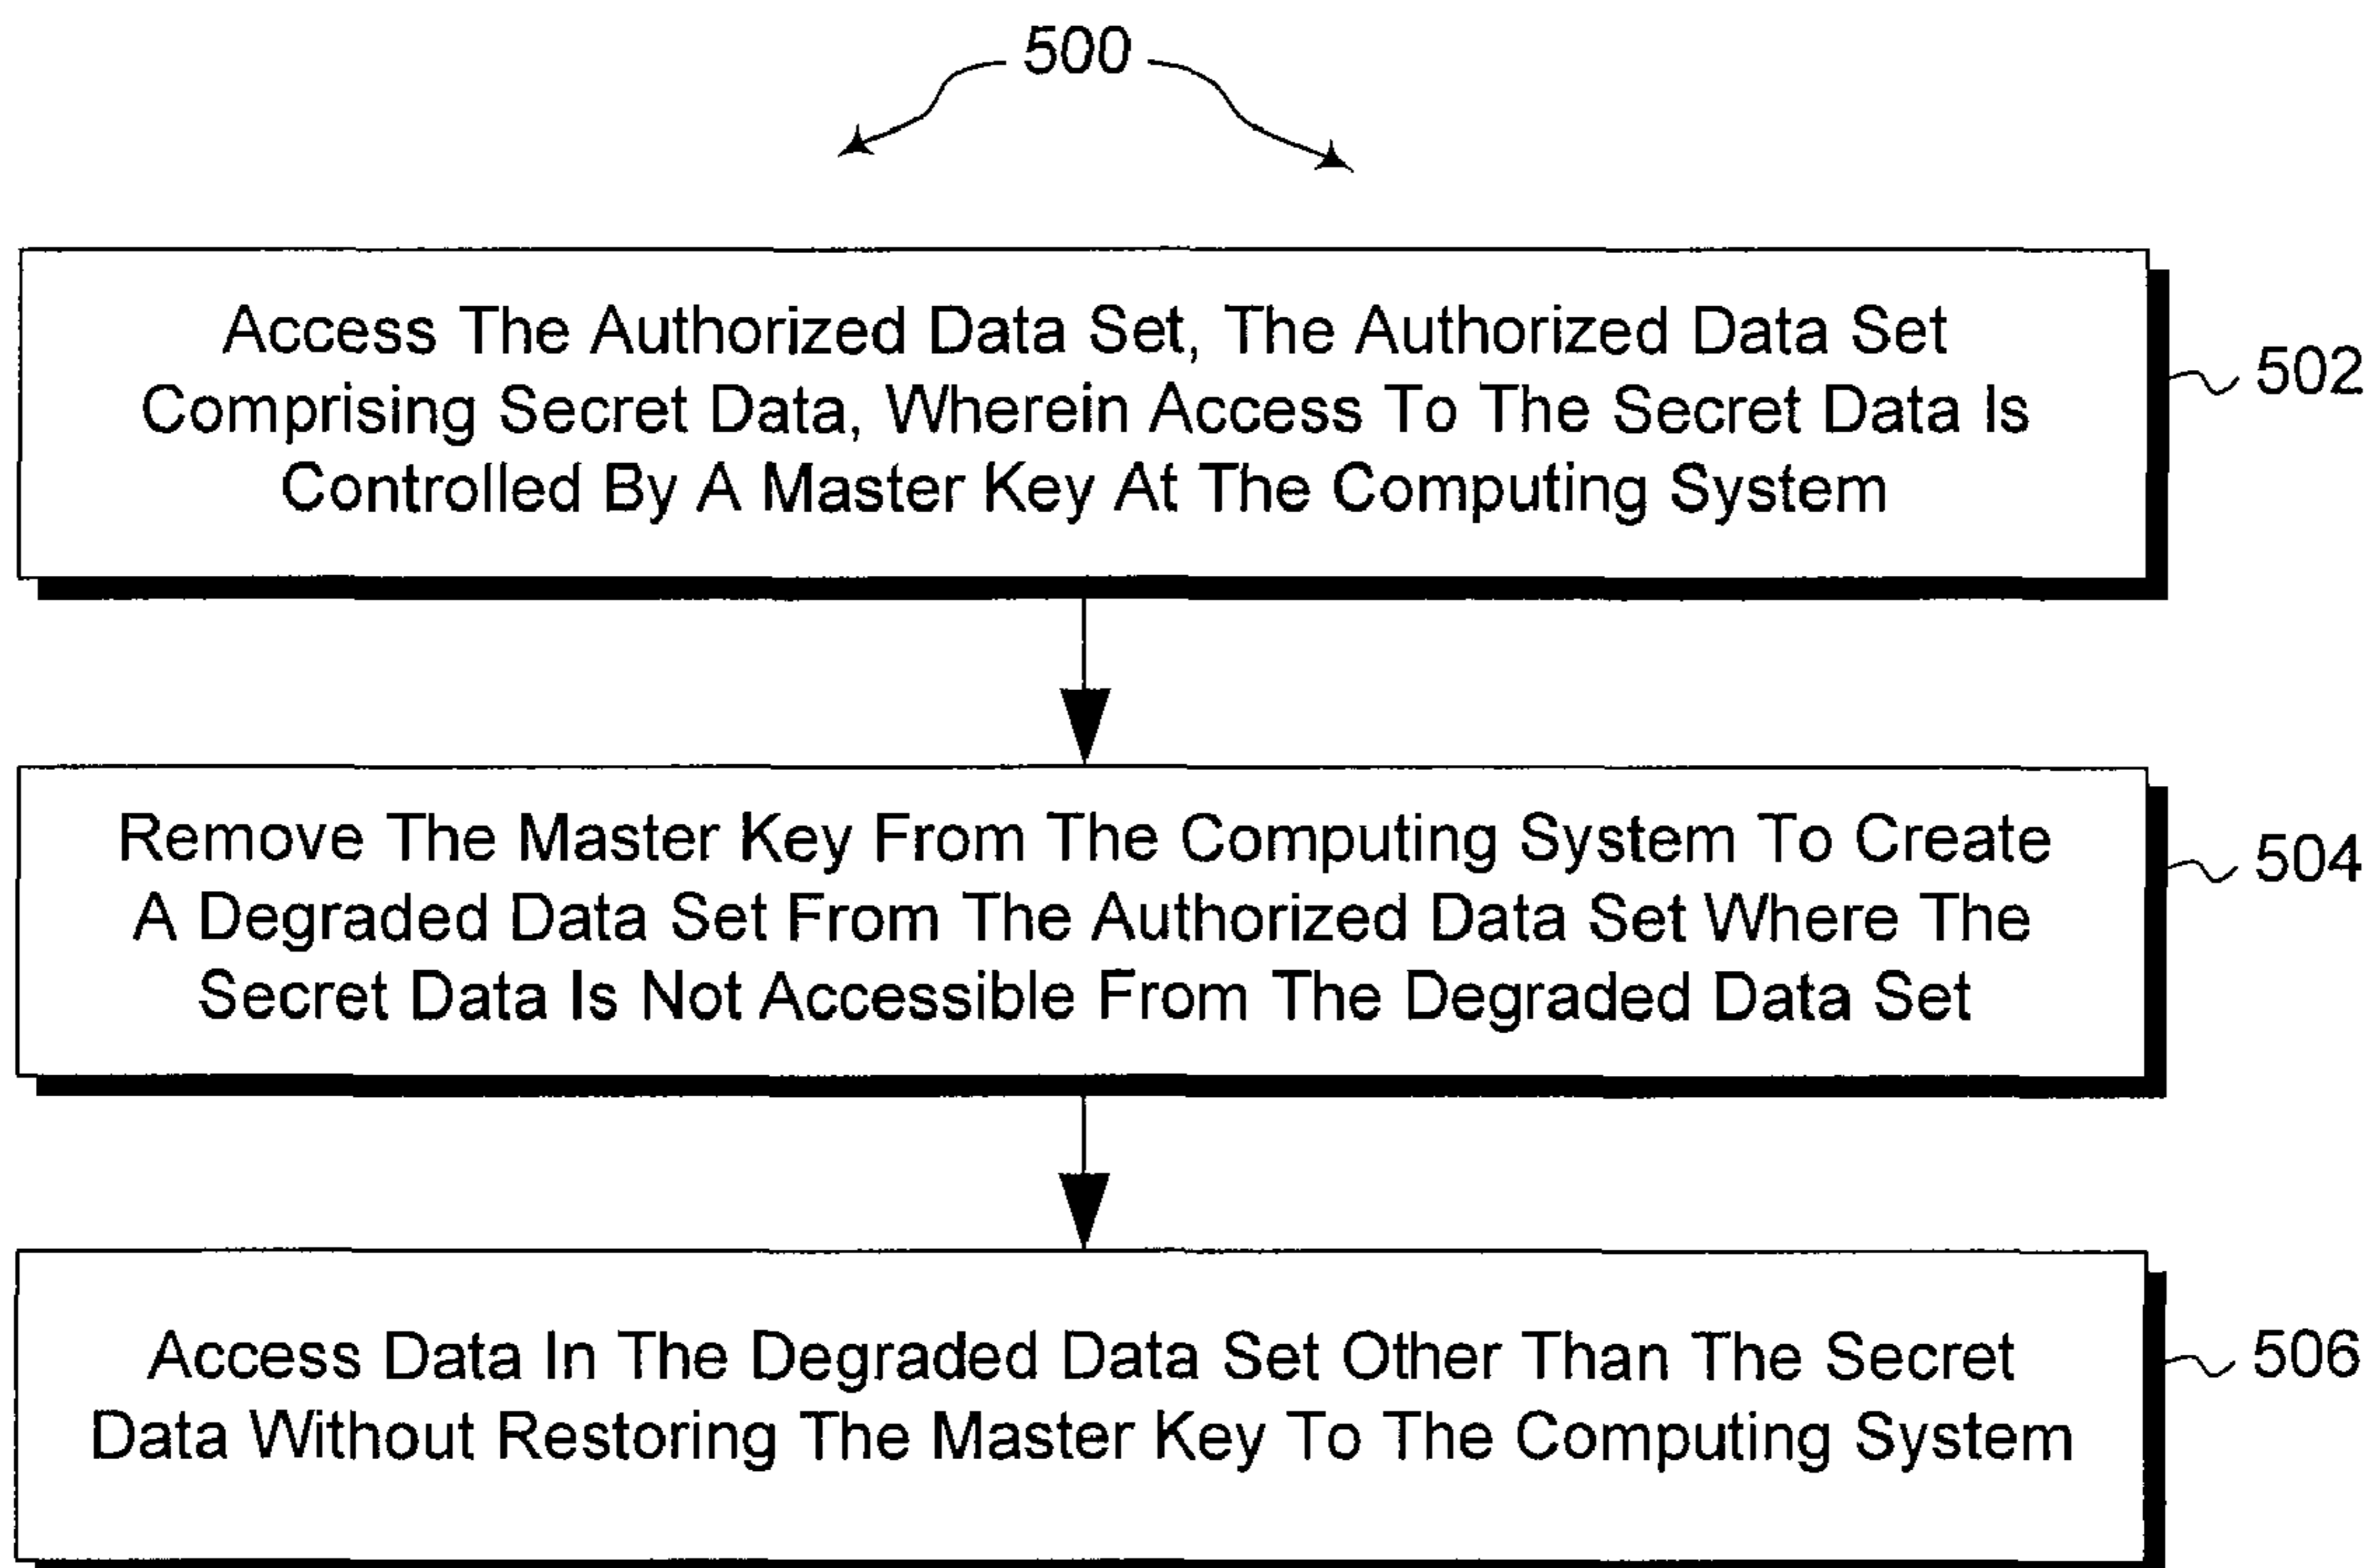 500
Access The Authorized Data Set, The Authorized Data Set
Comprising Secret Data, Wherein Access To The Secret Data Is
Controlled By A Master Key At The Computing System
502
Remove The Master Key From The Computing System To Create
A Degraded Data Set From The Authorized Data Set Where The
Secret Data Is Not Accessible From The Degraded Data Set
504
Access Data In The Degraded Data Set Other Than The Secret
Data Without Restoring The Master Key To The Computing System
506